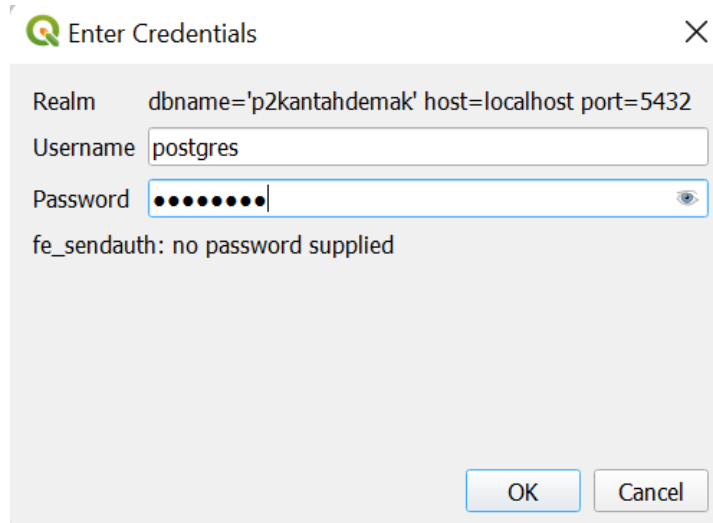 Enter Credentials
Realm dbname='p2kantahdemak' host=localhost port=5432
Username postgres
Password ●●●●●●●●
fe_sendauth: no password supplied
OK Cancel